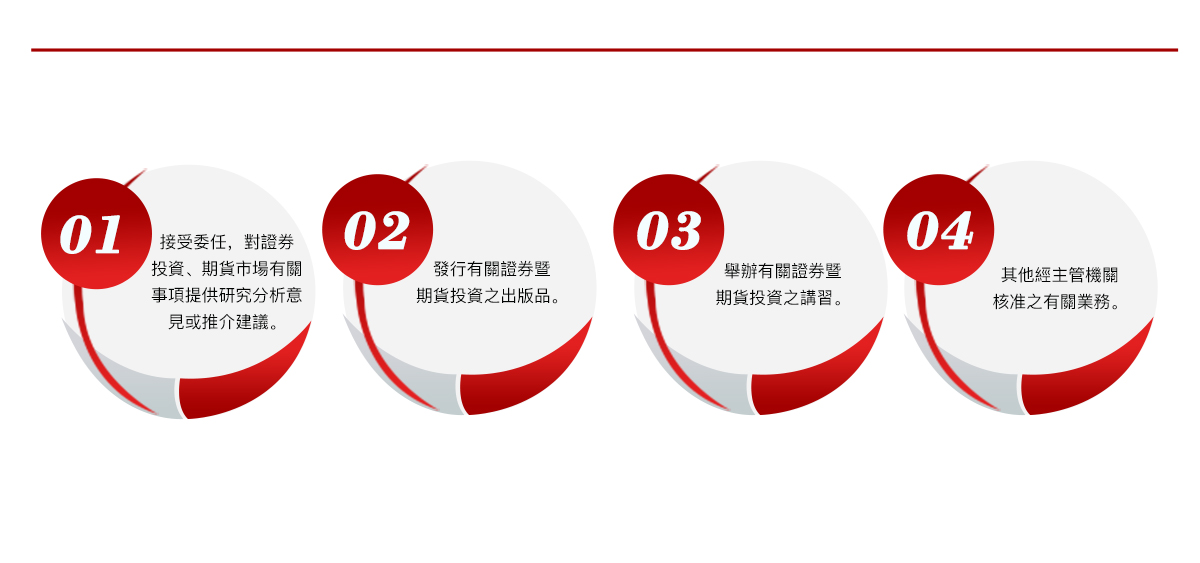 01
接受委任，對證券
投資、期貨市場有關
事項提供研究分析意
見或推介建議。
02
發行有關證券暨
期貨投資之出版品。
03
舉辦有關證券暨
期貨投資之講習。
04
其他經主管機關
核准之有關業務。